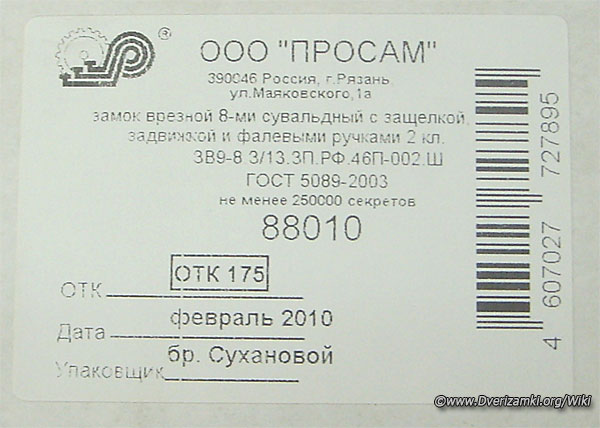 ®
ООО "ПРОСАМ"
390046 Россия, г.Рязань,
ул.Маяковского,1а
замок врезной 8-ми сувальдный с защелкой,
задвижкой и фалевыми ручками 2 кл.
ЗВ9-8 3/13.ЗП.РФ.46П-002.Ш
ГОСТ 5089-2003
не менее 250000 секретов
88010
ОТК ОТК 175
Дата февраль 2010
Упаковщик бр. Сухановой
4 607027 727895
©www.Dverizamki.org/Wiki